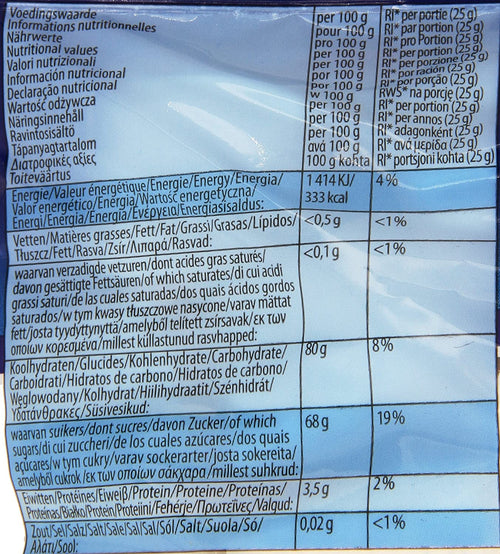 Voedingswaarde per 100 g RI* per portie (25 g)
Informations nutritionnelles pour 100 g RI* par portion (25 g)
Nährwerte pro 100 g RI* pro Portion (25 g)
Nutritional values per 100 g RI* per portion (25 g)
Valori nutrizionali per 100 g RI* per porzione (25 g)
Información nutricional por 100 g RI* por ración (25 g)
Declaração nutricional por 100 g RI* por porção (25 g)
Wartość odżywcza w 100 g RWS* na porcję (25 g)
Näringsinnehåll per 100 g RI* per portion (25 g)
Ravintosisältö per 100 g RI* per annos (25 g)
Tápanyagtartalom per 100 g RI* adagonként (25 g)
Διατροφικές αξίες ανά 100 g RI* ανά μερίδα (25 g)
Toiteväärtus 100 g kohta RI* portsjoni kohta (25 g)
Energie/Valeur énergétique/Energie/Energy/Energia/ 1 414 KJ/ 4%
Valor energético/Energia/Wartość energetyczna/ 333 kcal
Energi/Energia/Energia/Ενέργεια/Energiasisaldus:
Vetten/Matières grasses/Fett/Fat/Grassi/Grasas/Lípidos/ <0,5 g <1%
Tłuszcz/Fett/Rasva/Zsír/Λιπαρά/Rasvad:
waarvan verzadigde vetzuren/dont acides gras saturés/ <0,1 g <1%
davon gesättigte Fettsäuren/of which saturates/di cui acidi
grassi saturi/de las cuales saturadas/dos quais ácidos gordos
saturados/w tym kwasy tłuszczowe nasycone/varav mättat
fett/josta tyydyttynyttä/amelyből telített zsírsavak/εκ των
οποίων κορεσμένα/millest küllastunud rasvhapped:
Koolhydraten/Glucides/Kohlenhydrate/Carbohydrate/ 80 g 8%
Carboidrati/Hidratos de carbono/Hidratos de carbono/
Węglowodany/Kolhydrat/Hiilihydraatit/Szénhidrát/
Υδατάνθρακες/Süsivesikud:
waarvan suikers/dont sucres/davon Zucker/of which 68 g 19%
sugars/di cui zuccheri/de los cuales azúcares/dos quais
açúcares/w tym cukry/varav sockerarter/josta sokereita/
amelyből cukrok/εκ των οποίων σάκχαρα/millest suhkrud:
Eiwitten/Protéines/Eiweiß/Protein/Proteine/Proteínas/ 3,5 g 2%
Proteínas/Białko/Protein/Proteiini/Fehérje/Πρωτεΐνες/Valgud:
Zout/Sel/Salz/Salt/Sale/Sal/Sal/Sól/Salt/Suola/Só/ 0,02 g <1%
Αλάτι/Sool: